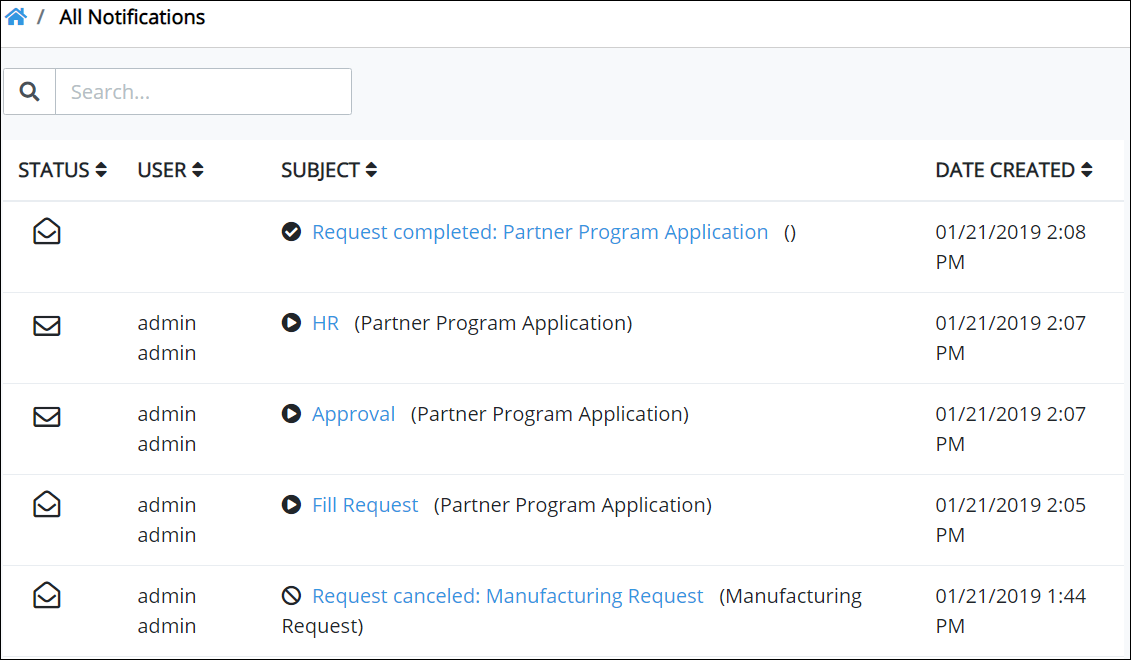 / All Notifications
Search...
STATUS USER SUBJECT DATE CREATED
Request completed: Partner Program Application () 01/21/2019 2:08
PM
admin HR (Partner Program Application) 01/21/2019 2:07
admin PM
admin Approval (Partner Program Application) 01/21/2019 2:07
admin PM
admin Fill Request (Partner Program Application) 01/21/2019 2:05
admin PM
admin Request canceled: Manufacturing Request (Manufacturing 01/21/2019 1:44
admin Request) PM